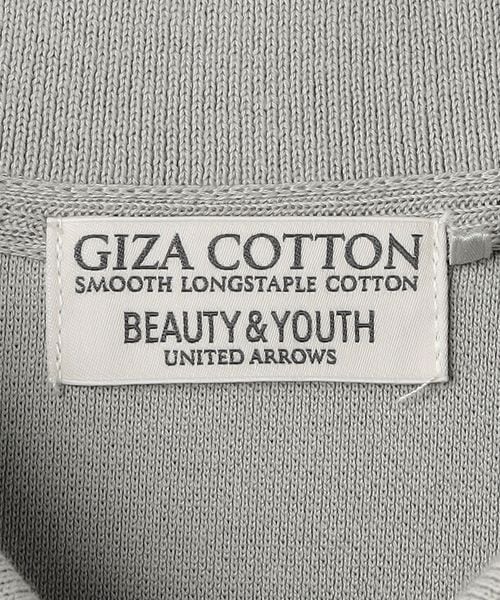 GIZA COTTON
SMOOTH LONGSTAPLE COTTON
BEAUTY & YOUTH
UNITED ARROWS